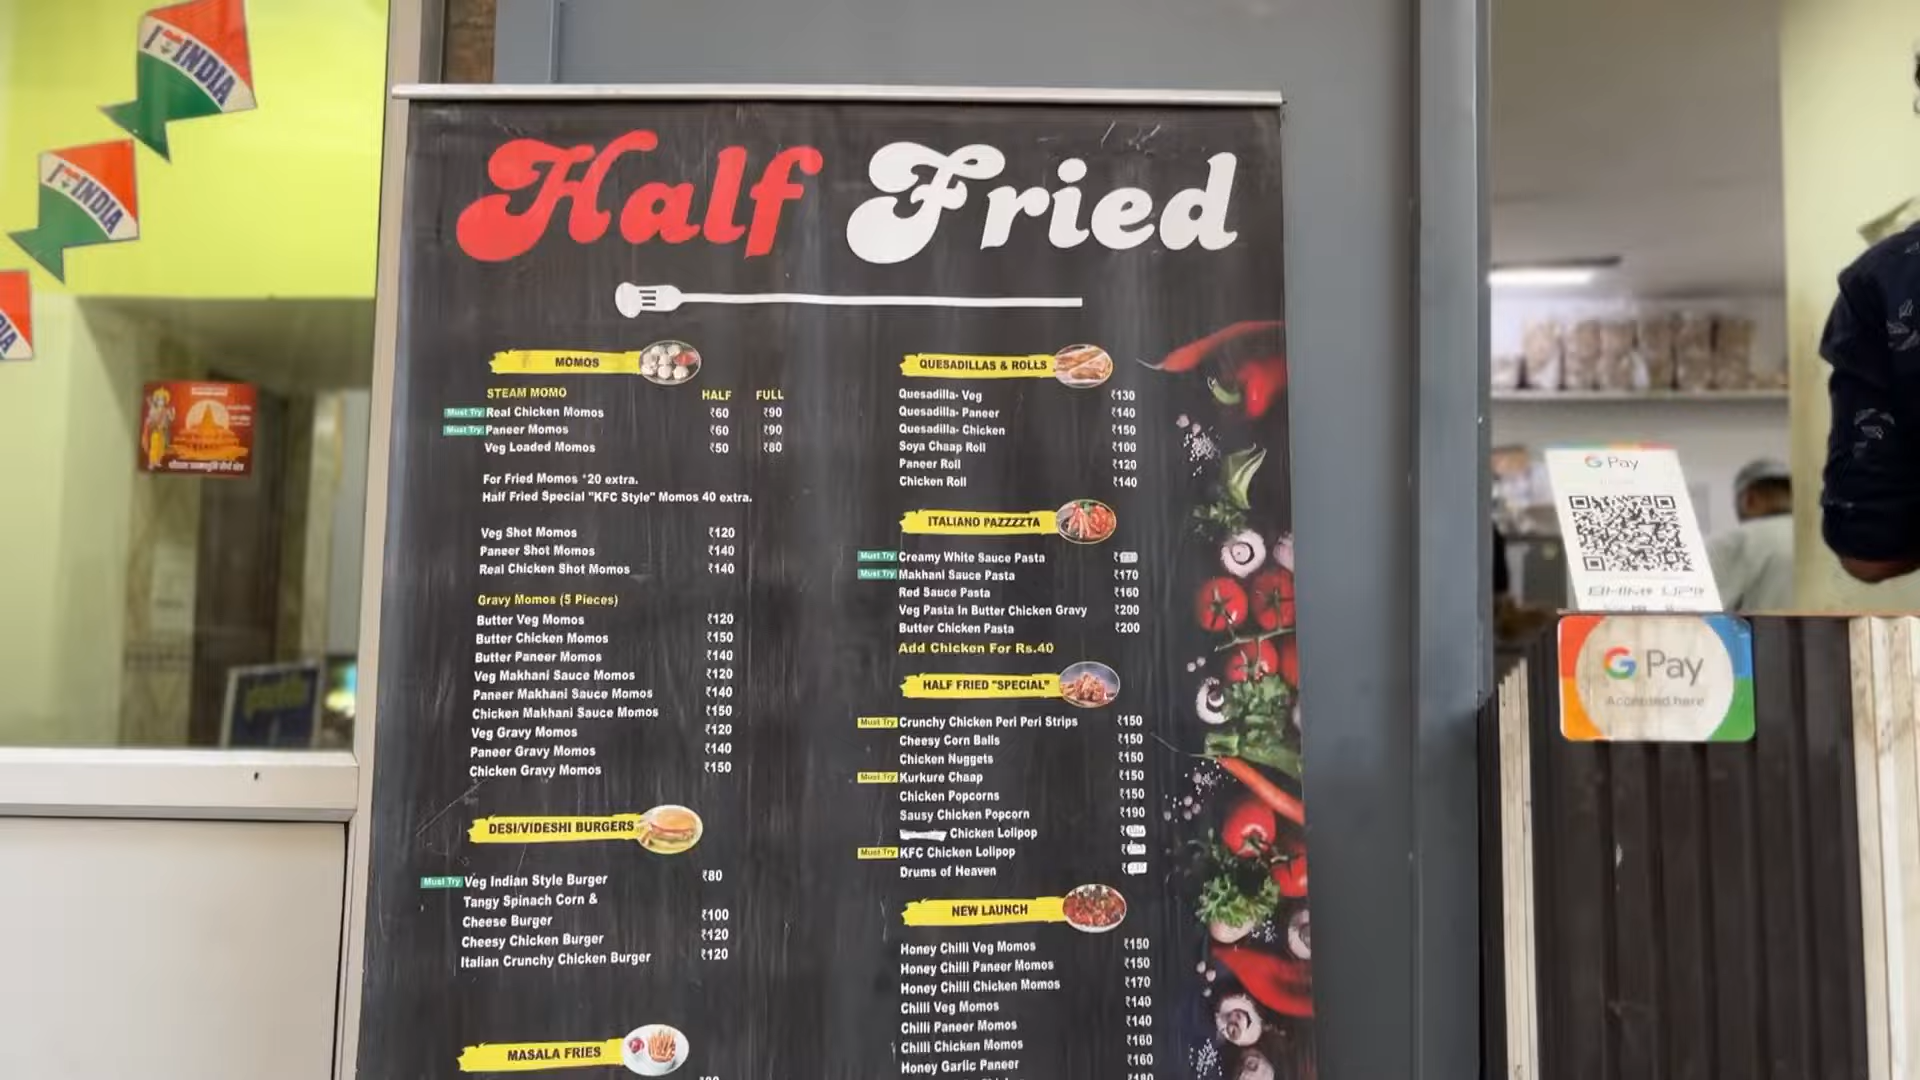 I INDIA
I INDIA
Half Fried
MOMOS
STEAM MOMO HALF FULL
Must Try Real Chicken Momos ₹60 ₹90
Must Try Paneer Momos ₹60 ₹90
Veg Loaded Momos ₹50 ₹80
For Fried Momos *20 extra.
Half Fried Special "KFC Style" Momos 40 extra.
Veg Shot Momos ₹120
Paneer Shot Momos ₹140
Real Chicken Shot Momos ₹140
Gravy Momos (5 Pieces)
Butter Veg Momos ₹120
Butter Chicken Momos ₹150
Butter Paneer Momos ₹140
Veg Makhani Sauce Momos ₹120
Paneer Makhani Sauce Momos ₹140
Chicken Makhani Sauce Momos ₹150
Veg Gravy Momos ₹120
Paneer Gravy Momos ₹140
Chicken Gravy Momos ₹150
DESI/VIDESHI BURGERS
Must Try Veg Indian Style Burger ₹80
Tangy Spinach Corn &
Cheese Burger ₹100
Cheesy Chicken Burger ₹120
Italian Crunchy Chicken Burger ₹120
MASALA FRIES
QUESADILLAS & ROLLS
Quesadilla- Veg ₹130
Quesadilla- Paneer ₹140
Quesadilla- Chicken ₹150
Soya Chaap Roll ₹100
Paneer Roll ₹120
Chicken Roll ₹140
ITALIANO PAZZZZTA
Must Try Creamy White Sauce Pasta ₹
Must Try Makhani Sauce Pasta ₹170
Red Sauce Pasta ₹160
Veg Pasta In Butter Chicken Gravy ₹200
Butter Chicken Pasta ₹200
Add Chicken For Rs.40
HALF FRIED "SPECIAL"
Must Try Crunchy Chicken Peri Peri Strips ₹150
Cheesy Corn Balls ₹150
Chicken Nuggets ₹150
Must Try Kurkure Chaap ₹150
Chicken Popcorns ₹150
Sausy Chicken Popcorn ₹190
Chicken Lolipop ₹
Must Try KFC Chicken Lolipop ₹
Drums of Heaven ₹
NEW LAUNCH
Honey Chilli Veg Momos ₹150
Honey Chilli Paneer Momos ₹150
Honey Chilli Chicken Momos ₹170
Chilli Veg Momos ₹140
Chilli Paneer Momos ₹140
Chilli Chicken Momos ₹160
Honey Garlic Paneer ₹160
G Pay
BHIM UPI
G Pay
Accepted here